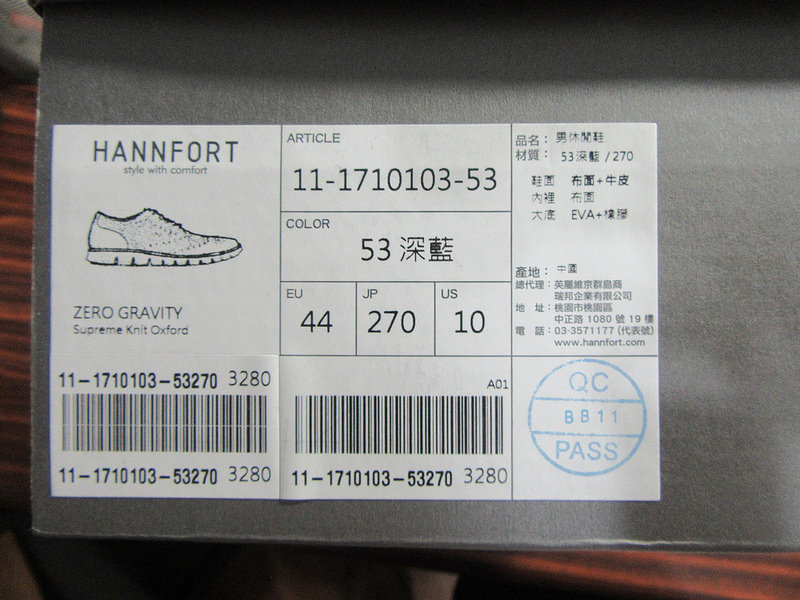 HANNFORT
style with comfort
ZERO GRAVITY
Supreme Knit Oxford
ARTICLE
11-1710103-53
COLOR
53 深藍
EU
44
JP
270
US
10
品名: 男休閒鞋
材質: 53深藍 / 270
鞋面 布面+牛皮
內裡 布面
大底 EVA+橡膠
產地: 中國
總代理: 英屬維京群島商
瑞邦企業有限公司
地 址: 桃園市桃園區
中正路 1080 號 19 樓
電 話: 03-3571177 (代表號)
www.hannfort.com
11-1710103-53270 3280
11-1710103-53270 3280
A01
11-1710103-53270 3280
QC
BB11
PASS